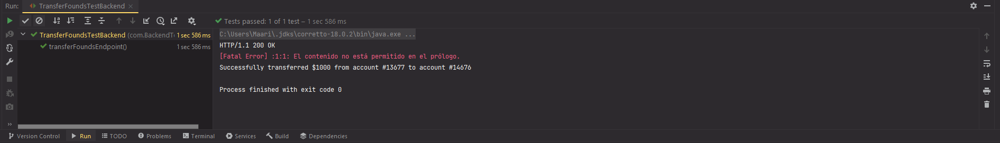 Run: TransferFoundsTestBackend
Tests passed: 1 of 1 test – 1 sec 586 ms
TransferFoundsTestBackend (com.BackendTe 1 sec 586 ms
transferFoundsEndpoint() 1 sec 586 ms
C:\Users\Maari\.jdks\corretto-18.0.2\bin\java.exe ...
HTTP/1.1 200 OK
[Fatal Error] :1:1: El contenido no está permitido en el prólogo.
Successfully transferred $1000 from account #13677 to account #14676
Process finished with exit code 0
Version Control Run TODO Problems Terminal Services Build Dependencies